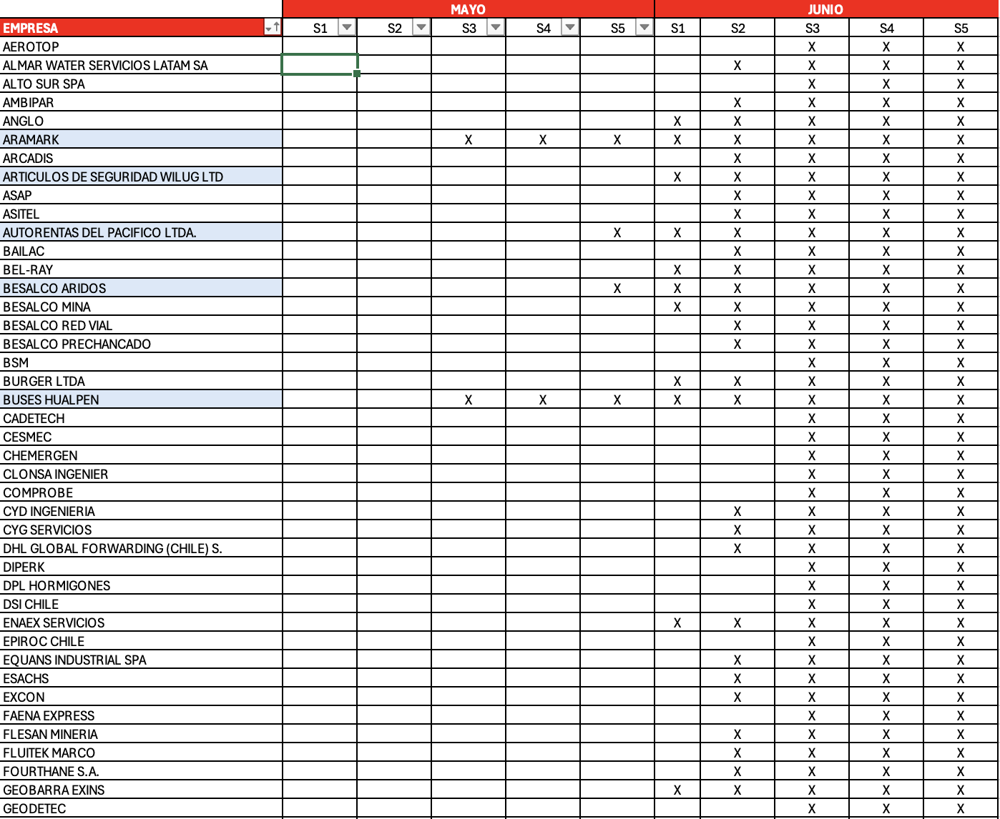 MAYO JUNIO
EMPRESA S1 S2 S3 S4 S5 S1 S2 S3 S4 S5
AEROTOP X X X
ALMAR WATER SERVICIOS LATAM SA X X X X
ALTO SUR SPA X X X
AMBIPAR X X X X
ANGLO X X X X X
ARAMARK X X X X X X X X
ARCADIS X X X X
ARTICULOS DE SEGURIDAD WILUG LTD X X X X X
ASAP X X X X
ASITEL X X X X
AUTORENTAS DEL PACIFICO LTDA. X X X X X X
BAILAC X X X X
BEL-RAY X X X X X
BESALCO ARIDOS X X X X X X
BESALCO MINA X X X X X
BESALCO RED VIAL X X X X
BESALCO PRECHANCADO X X X X
BSM X X X
BURGER LTDA X X X X X
BUSES HUALPEN X X X X X X X X
CADETECH X X X
CESMEC X X X
CHEMERGEN X X X
CLONSA INGENIER X X X
COMPROBE X X X
CYD INGENIERIA X X X X
CYG SERVICIOS X X X X
DHL GLOBAL FORWARDING (CHILE) S. X X X X
DIPERK X X X
DPL HORMIGONES X X X
DSI CHILE X X X
ENAEX SERVICIOS X X X X X
EPIROC CHILE X X X
EQUANS INDUSTRIAL SPA X X X X
ESACHS X X X X
EXCON X X X X
FAENA EXPRESS X X X
FLESAN MINERIA X X X X
FLUITEK MARCO X X X X
FOURTHANE S.A. X X X X
GEOBARRA EXINS X X X X X
GEODETEC X X X